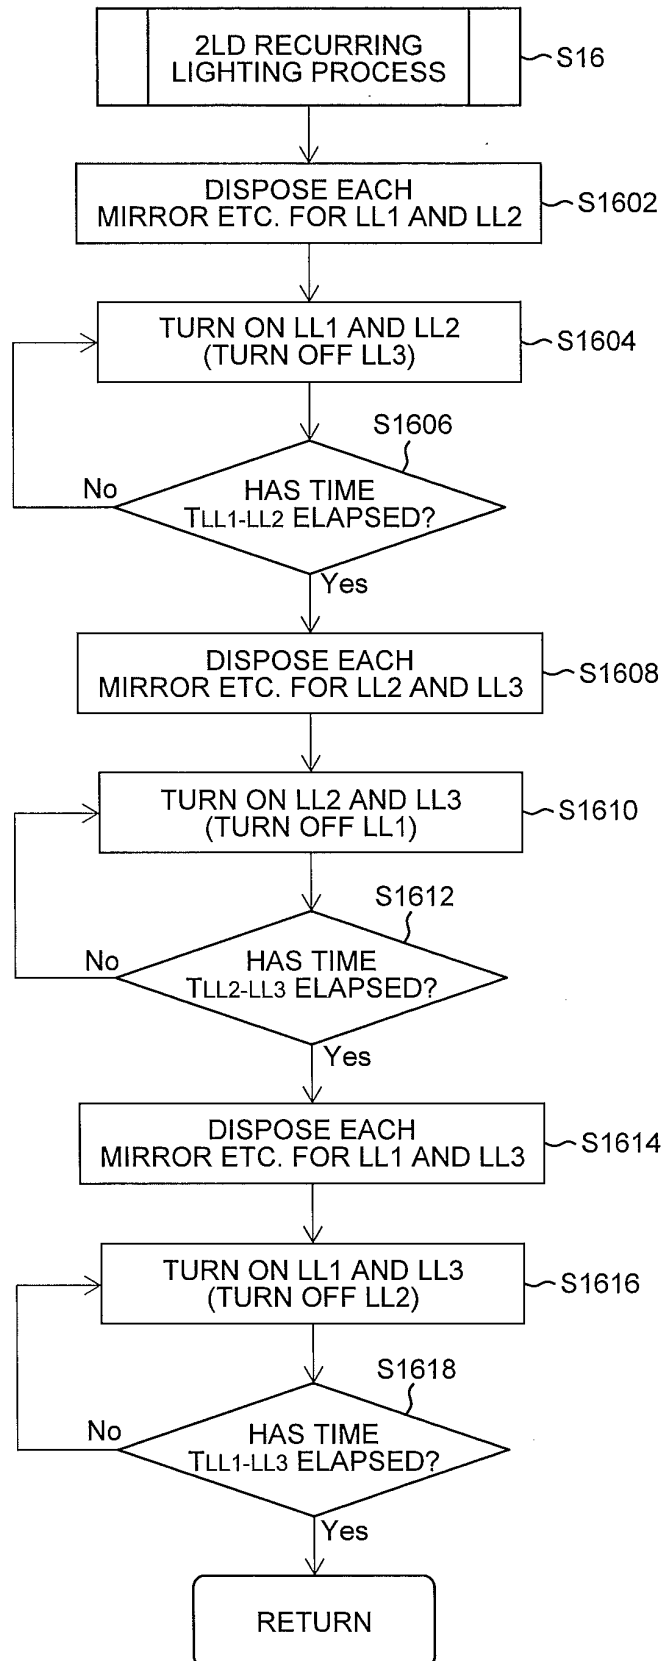 2LD RECURRING
LIGHTING PROCESS
S16
DISPOSE EACH
MIRROR ETC. FOR LL1 AND LL2
S1602
TURN ON LL1 AND LL2
(TURN OFF LL3)
S1604
S1606
No
HAS TIME
TLL1-LL2 ELAPSED?
Yes
DISPOSE EACH
MIRROR ETC. FOR LL2 AND LL3
S1608
TURN ON LL2 AND LL3
(TURN OFF LL1)
S1610
S1612
No
HAS TIME
TLL2-LL3 ELAPSED?
Yes
DISPOSE EACH
MIRROR ETC. FOR LL1 AND LL3
S1614
TURN ON LL1 AND LL3
(TURN OFF LL2)
S1616
S1618
No
HAS TIME
TLL1-LL3 ELAPSED?
Yes
RETURN